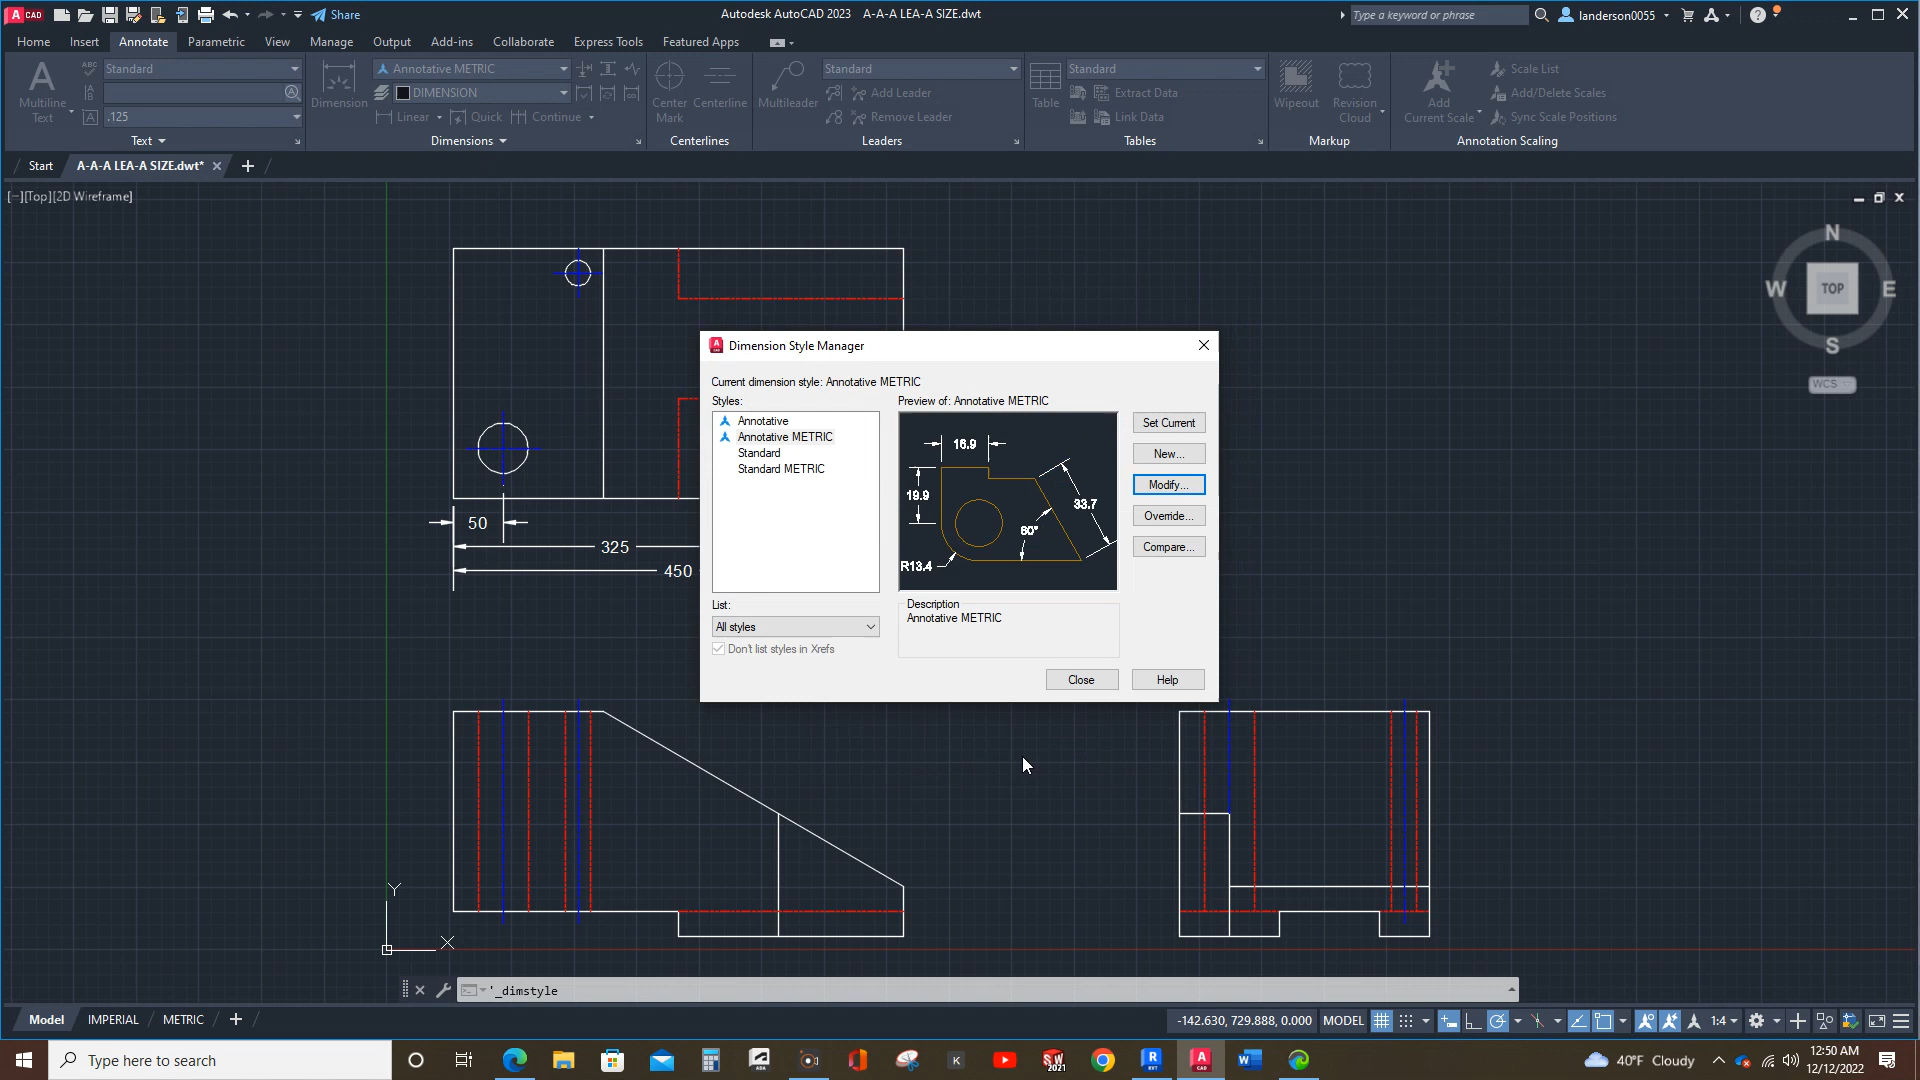 CAD
Share
Autodesk AutoCAD 2023 A-A-A LEA-A SIZE.dwt
Type a keyword or phrase
landerson0055
Home Insert Annotate Parametric View Manage Output Add-ins Collaborate Express Tools Featured Apps
Multiline Text
ABC Standard
.125
Text
Dimension
Annotative METRIC
DIMENSION
Linear Quick Continue
Dimensions
Center Mark
Centerline
Centerlines
Multileader
Standard
Add Leader
Remove Leader
Leaders
Table
Standard
Extract Data
Link Data
Tables
Wipeout
Revision Cloud
Markup
Add Current Scale
Scale List
Add/Delete Scales
Sync Scale Positions
Annotation Scaling
Start A-A-A LEA-A SIZE.dwt*
[−][Top][2D Wireframe]
N
W TOP E
S
WCS
50
325
450
Dimension Style Manager
Current dimension style: Annotative METRIC
Styles:
Annotative
Annotative METRIC
Standard
Standard METRIC
List:
All styles
Don't list styles in Xrefs
Preview of: Annotative METRIC
16.9
19.9
33.7
60°
R13.4
Description
Annotative METRIC
Set Current
New...
Modify...
Override...
Compare...
Close Help
Y
X
'_dimstyle
Model IMPERIAL METRIC
-142.630, 729.888, 0.000 MODEL 1:4
Type here to search
40°F Cloudy
12:50 AM
12/12/2022